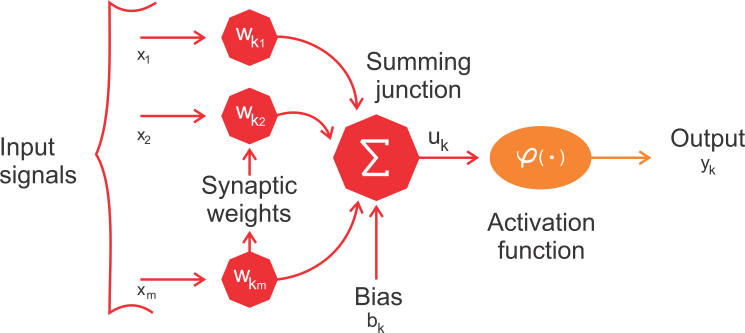 Input
signals
x1
x2
xm
wk1
wk2
wkm
Synaptic
weights
Summing
junction
Σ
Bias
bk
uk
φ(·)
Activation
function
Output
yk